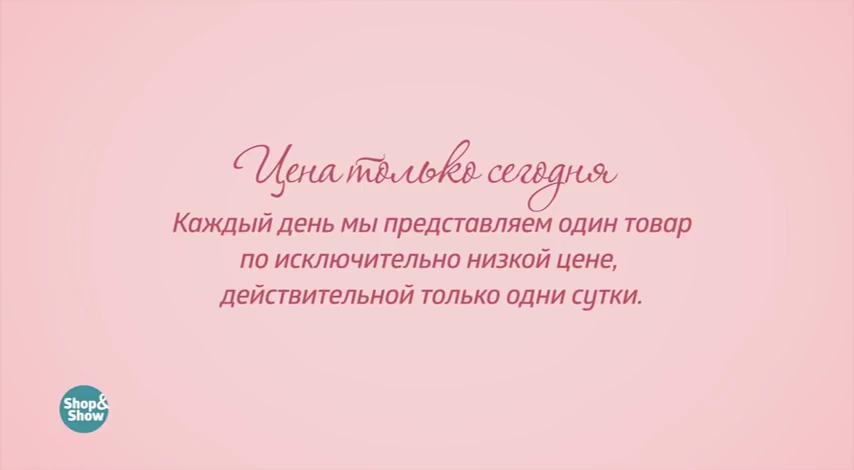 Цена только сегодня
Каждый день мы представляем один товар
по исключительно низкой цене,
действительной только одни сутки.
Shop&
Show